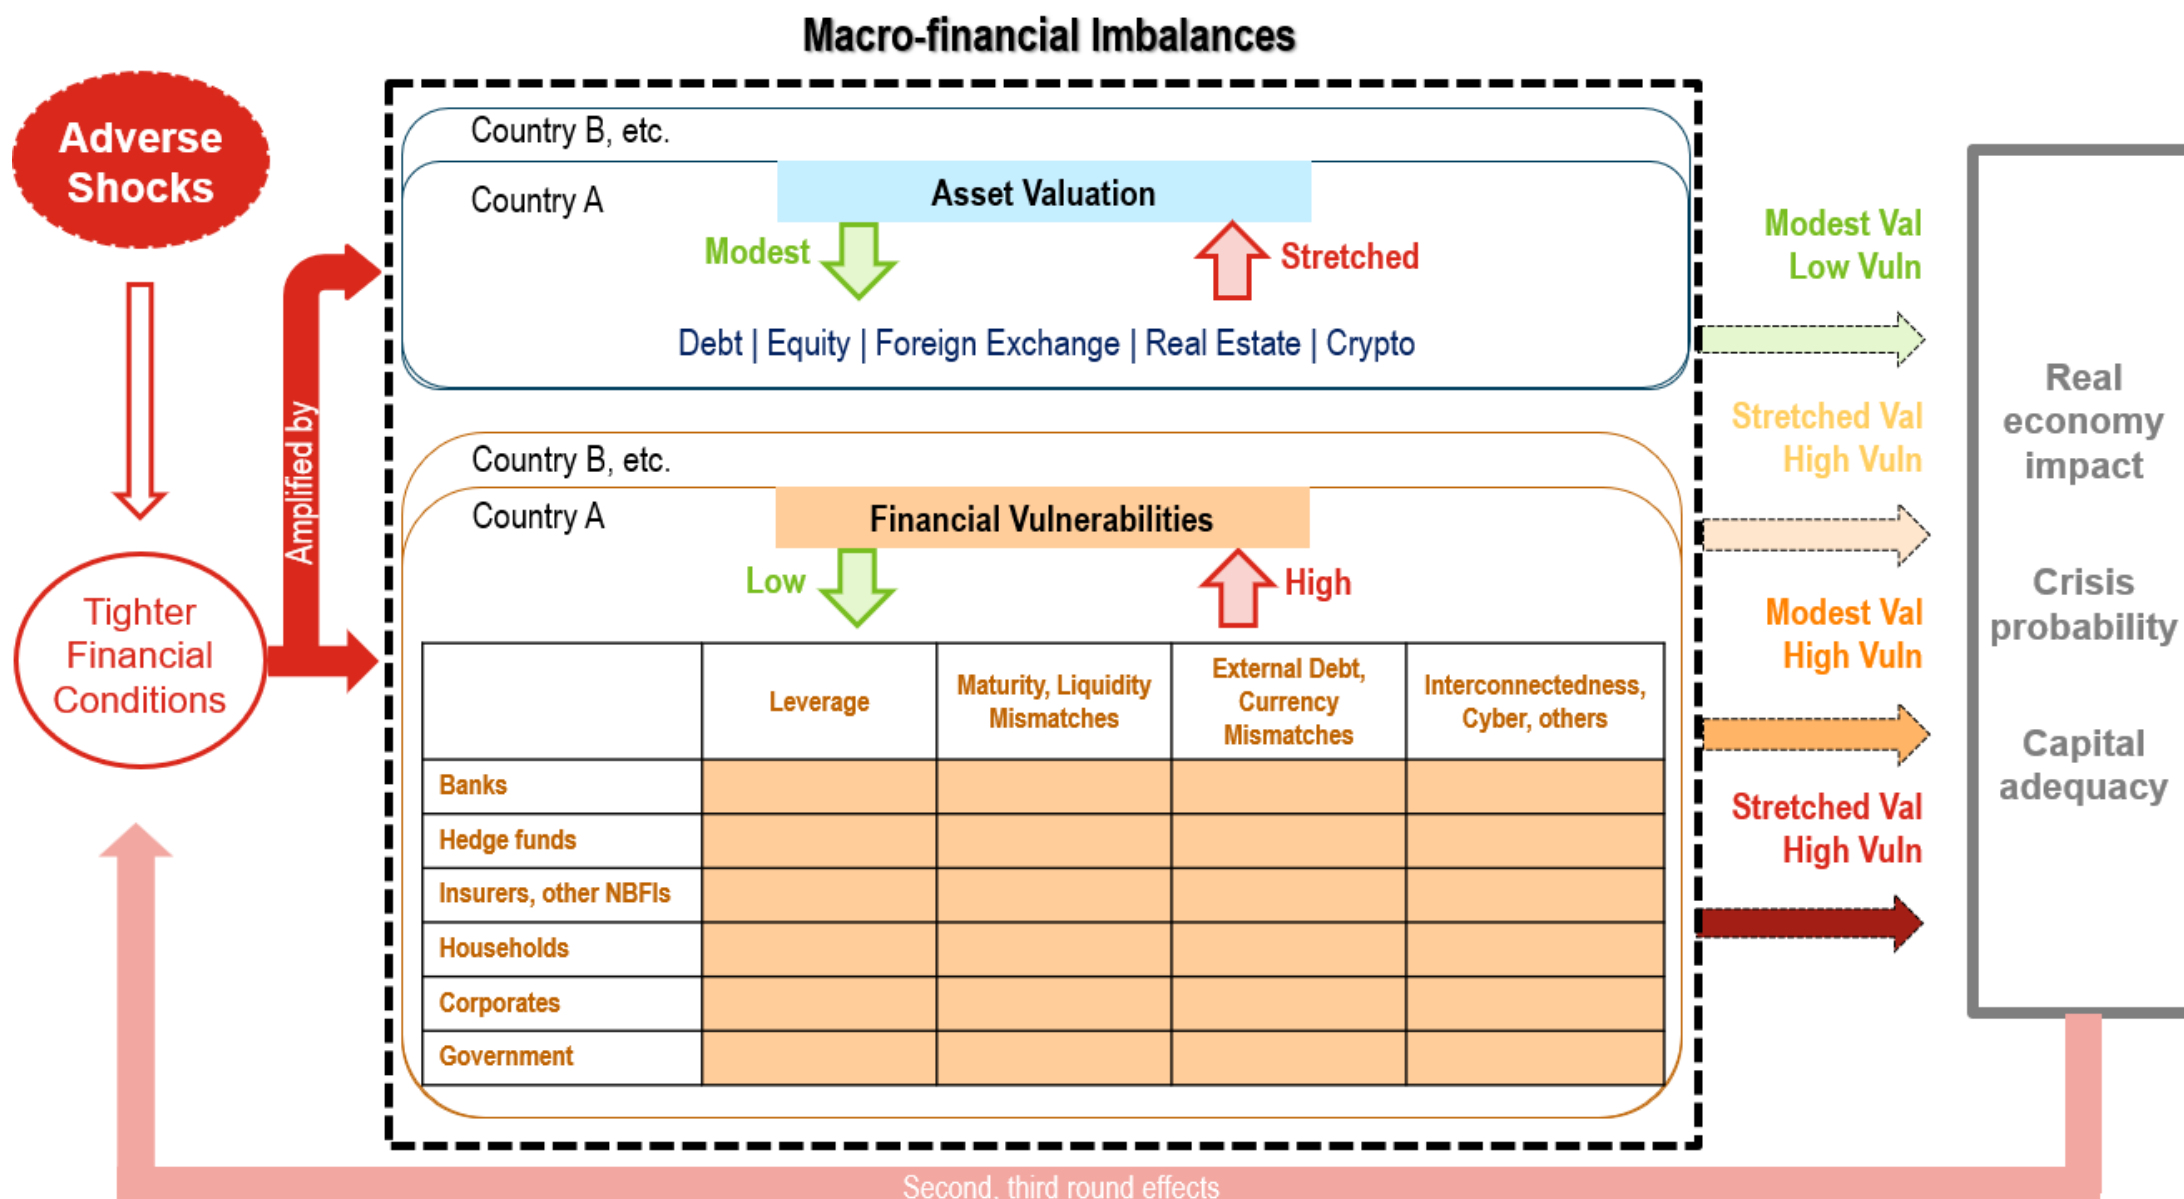 Macro-financial Imbalances
Adverse
Shocks
Tighter
Financial
Conditions
Amplified by
Country B, etc.
Country A
Asset Valuation
Modest
Stretched
Debt | Equity | Foreign Exchange | Real Estate | Crypto
Country B, etc.
Country A
Financial Vulnerabilities
Low
High
Leverage
Maturity, Liquidity
Mismatches
External Debt,
Currency
Mismatches
Interconnectedness,
Cyber, others
Banks
Hedge funds
Insurers, other NBFIs
Households
Corporates
Government
Modest Val
Low Vuln
Stretched Val
High Vuln
Modest Val
High Vuln
Stretched Val
High Vuln
Real
economy
impact
Crisis
probability
Capital
adequacy
Second, third round effects